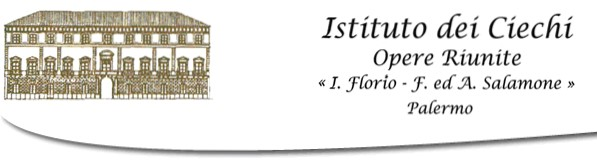 Istituto dei Ciechi
Opere Riunite
« I. Florio - F. ed A. Salamone »
Palermo